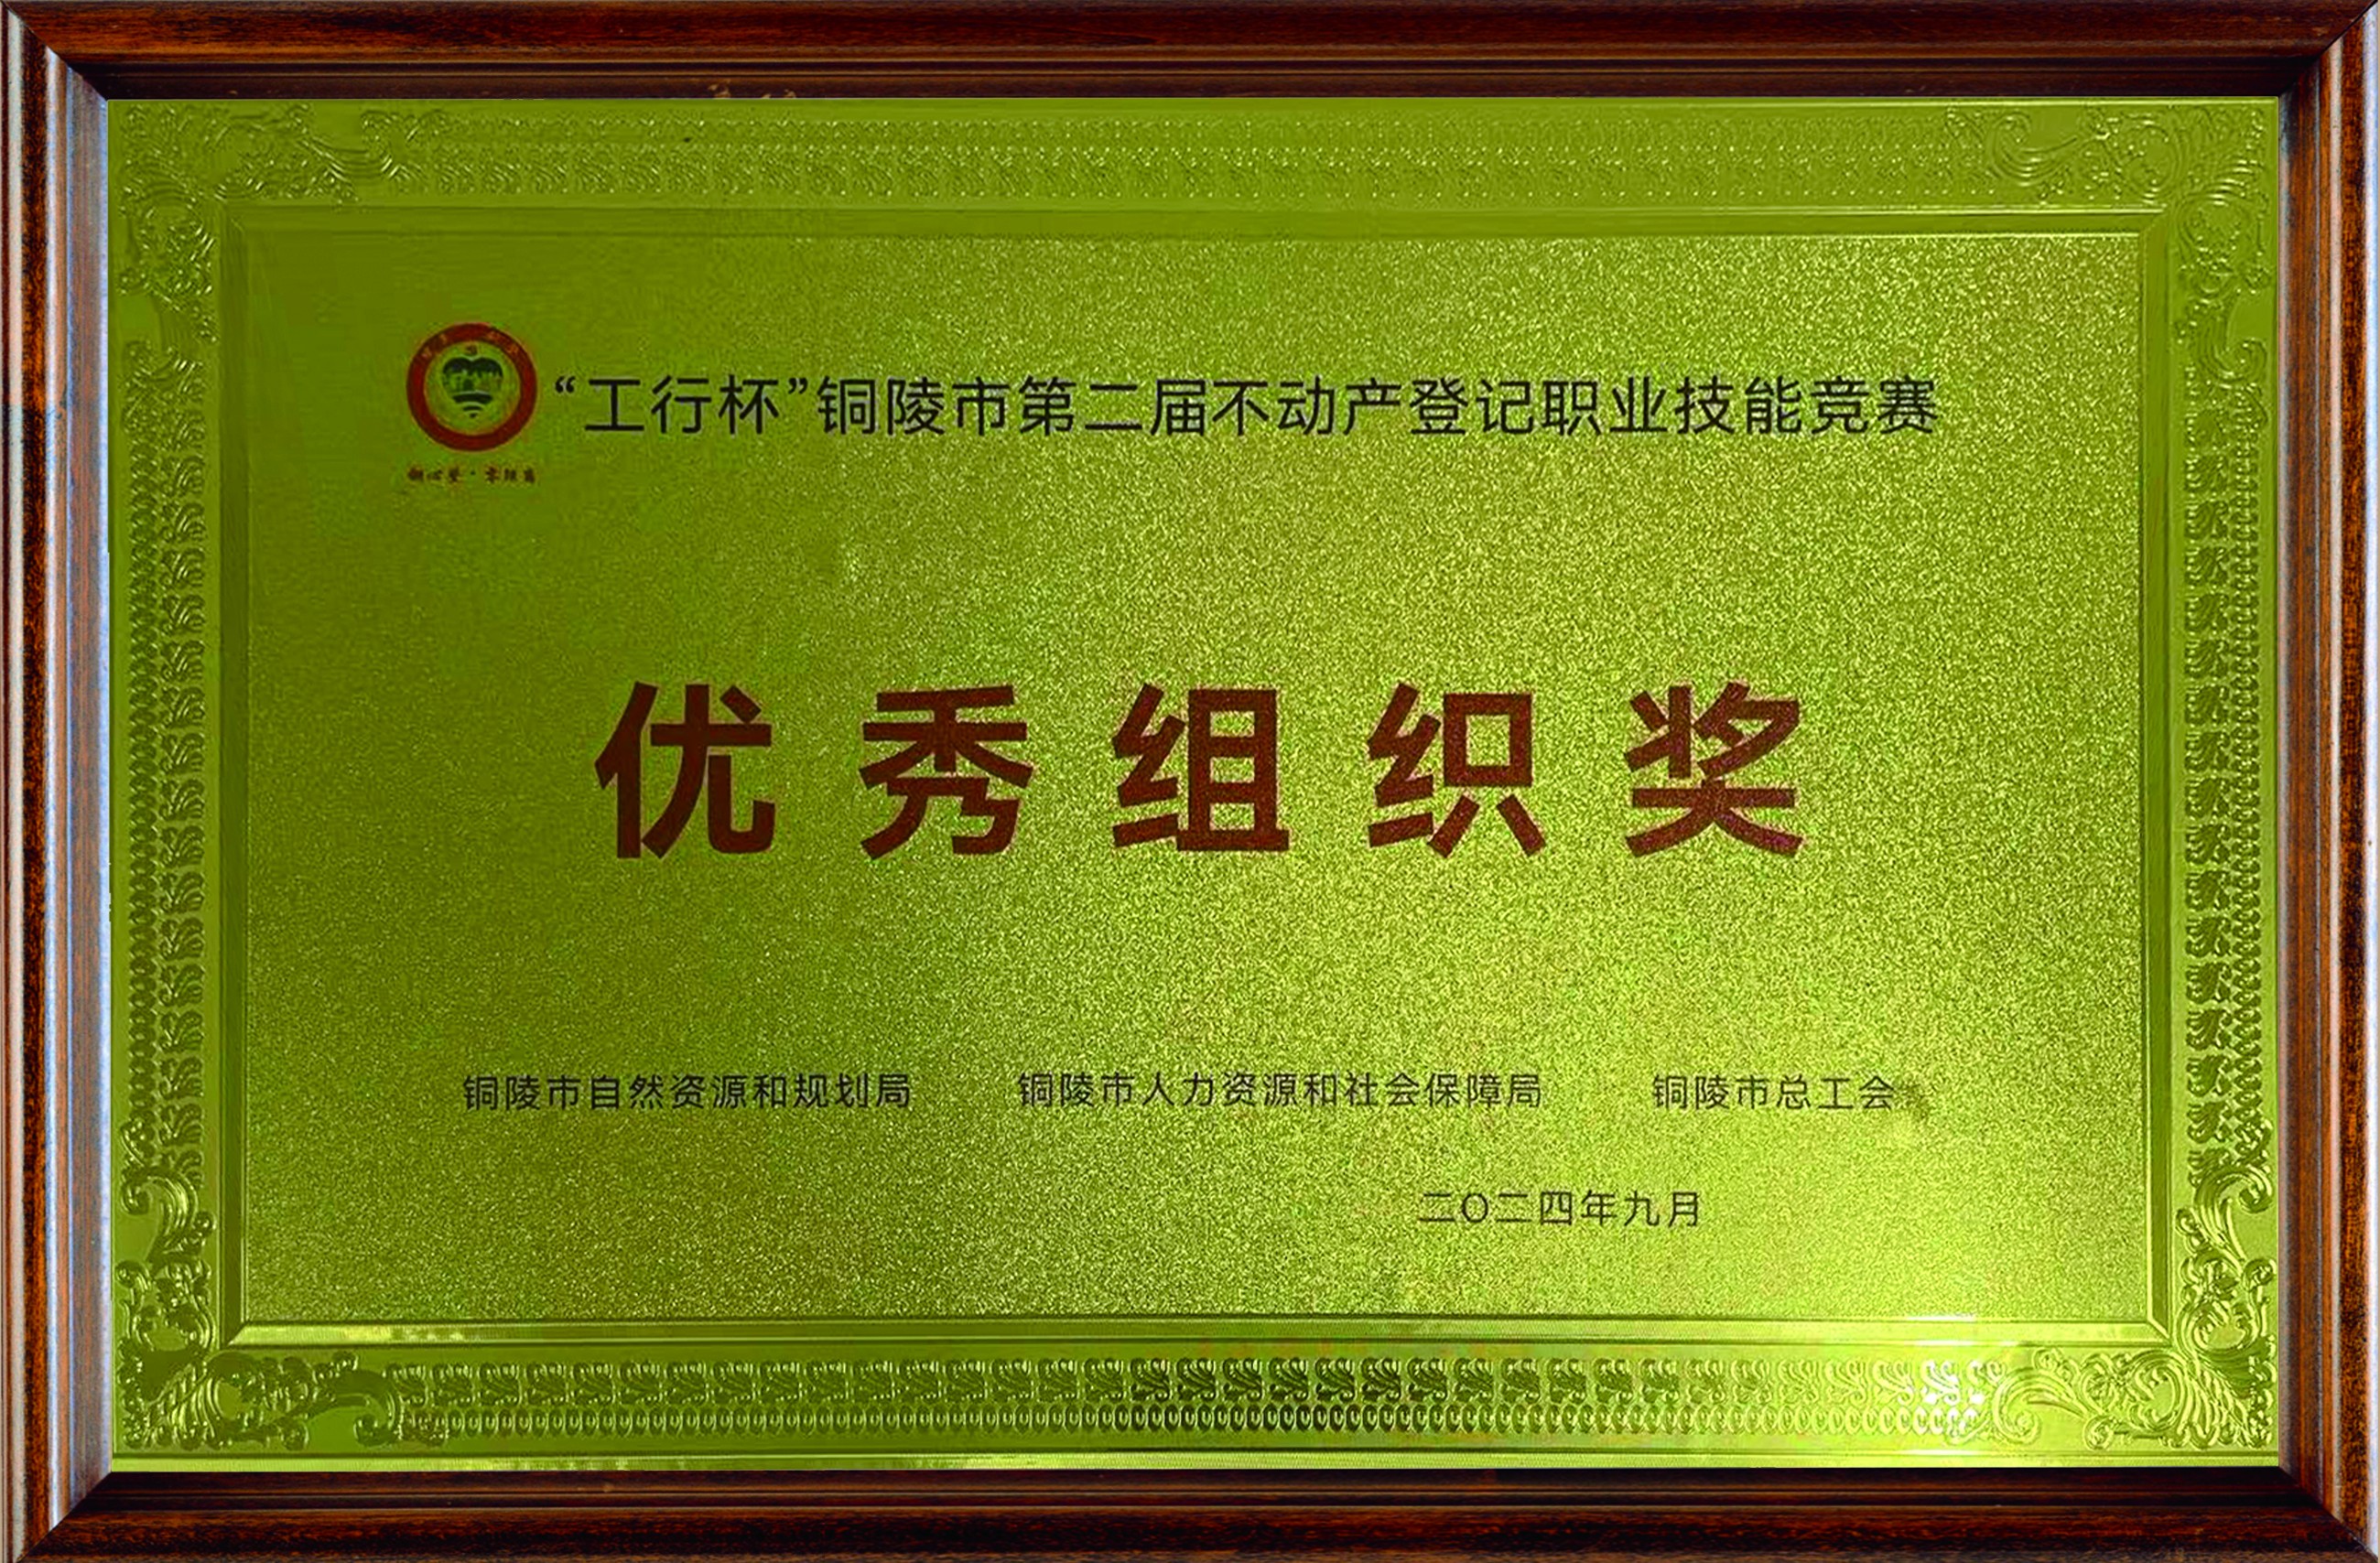 “工行杯”铜陵市第二届不动产登记职业技能竞赛
优秀组织奖
铜陵市自然资源和规划局 铜陵市人力资源和社会保障局 铜陵市总工会
二〇二四年九月